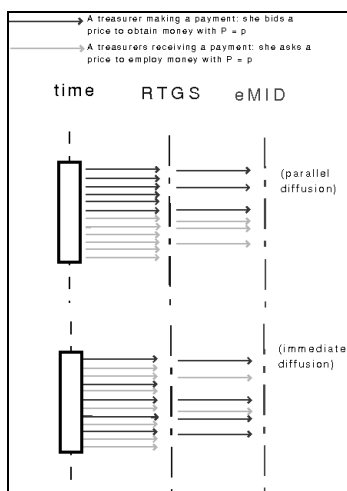 A treasurer making a payment: she bids a
price to obtain money with P = p
A treasurers receiving a payment: she asks a
price to employ money with P = p
time RTGS eMID
(parallel
diffusion)
(immediate
diffusion)